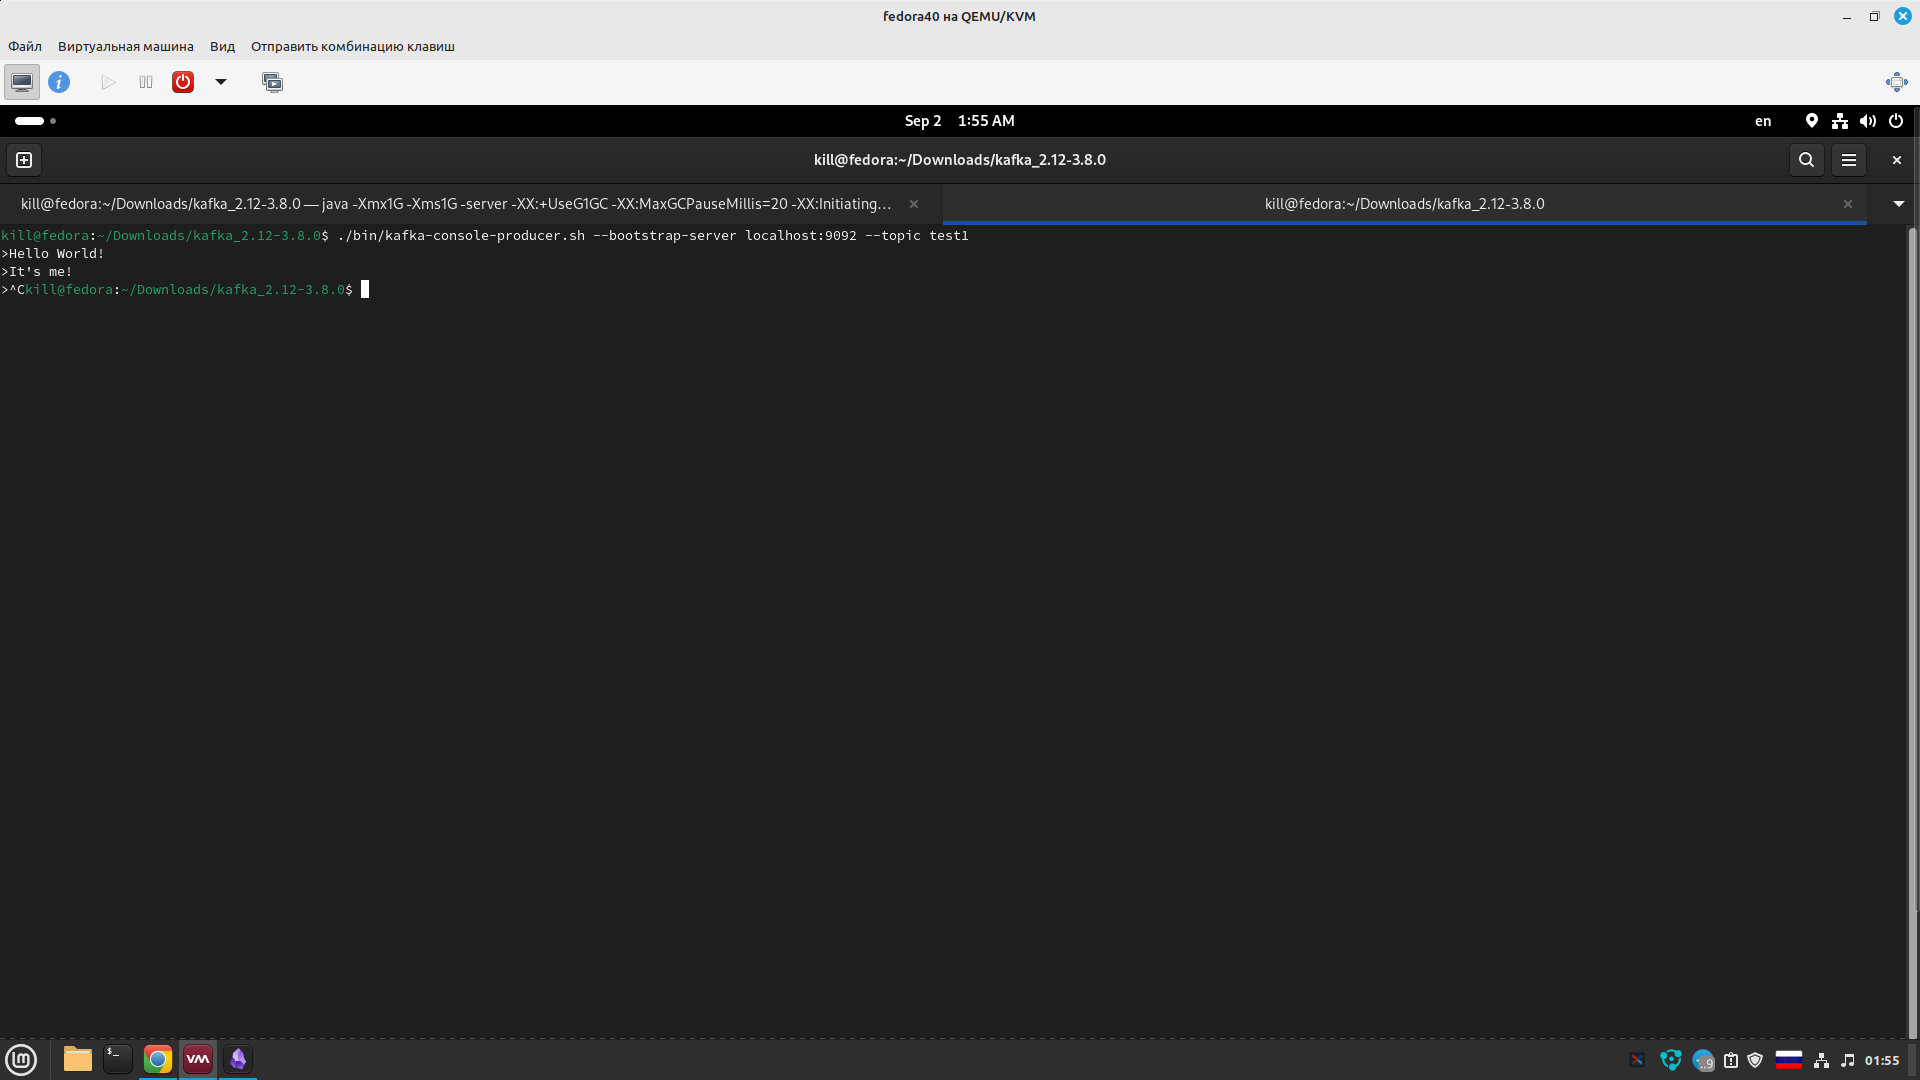 fedora40 на QEMU/KVM
Файл Виртуальная машина Вид Отправить комбинацию клавиш
Sep 2 1:55 AM
en
kill@fedora:~/Downloads/kafka_2.12-3.8.0
kill@fedora:~/Downloads/kafka_2.12-3.8.0 — java -Xmx1G -Xms1G -server -XX:+UseG1GC -XX:MaxGCPauseMillis=20 -XX:Initiating…
kill@fedora:~/Downloads/kafka_2.12-3.8.0
kill@fedora:~/Downloads/kafka_2.12-3.8.0$ ./bin/kafka-console-producer.sh --bootstrap-server localhost:9092 --topic test1
>Hello World!
>It's me!
>^Ckill@fedora:~/Downloads/kafka_2.12-3.8.0$
01:55